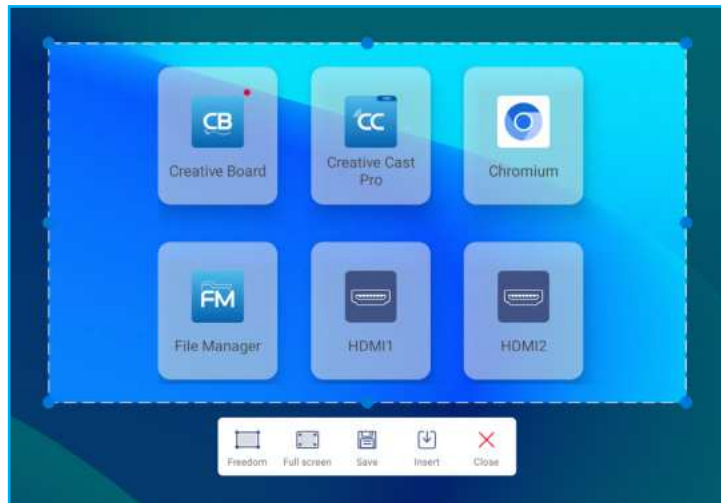 CB
CC
Creative Board
Creative Cast
Pro
Chromium
FM
File Manager
HDMI1
HDMI2
Freedom
Full screen
Save
Insert
Close